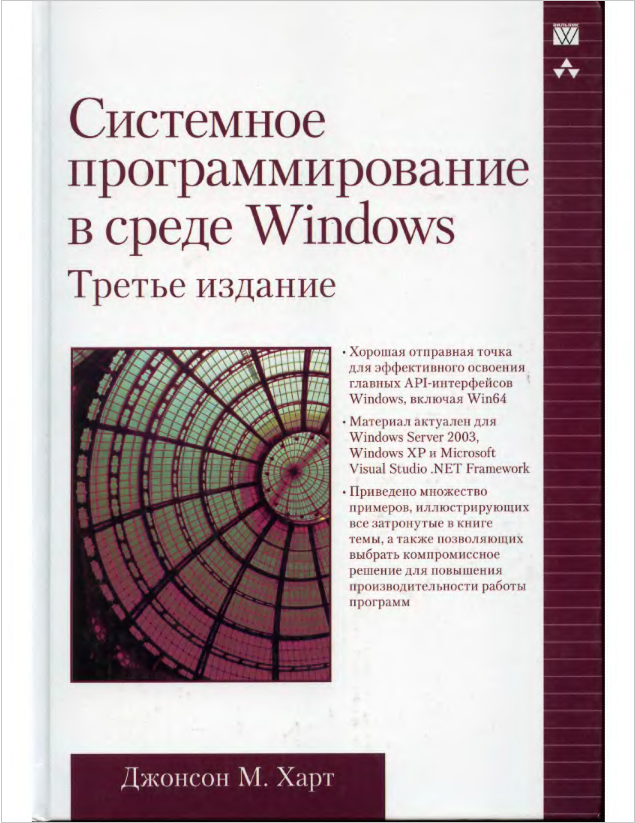 ВИЛЬЯМС
Системное
программирование
в среде Windows
Третье издание
• Хорошая отправная точка
для эффективного освоения
главных API-интерфейсов
Windows, включая Win64
• Материал актуален для
Windows Server 2003,
Windows XP и Microsoft
Visual Studio .NET Framework
• Приведено множество
примеров, иллюстрирующих
все затронутые в книге
темы, а также позволяющих
выбрать компромиссное
решение для повышения
производительности работы
программ
Джонсон М. Харт